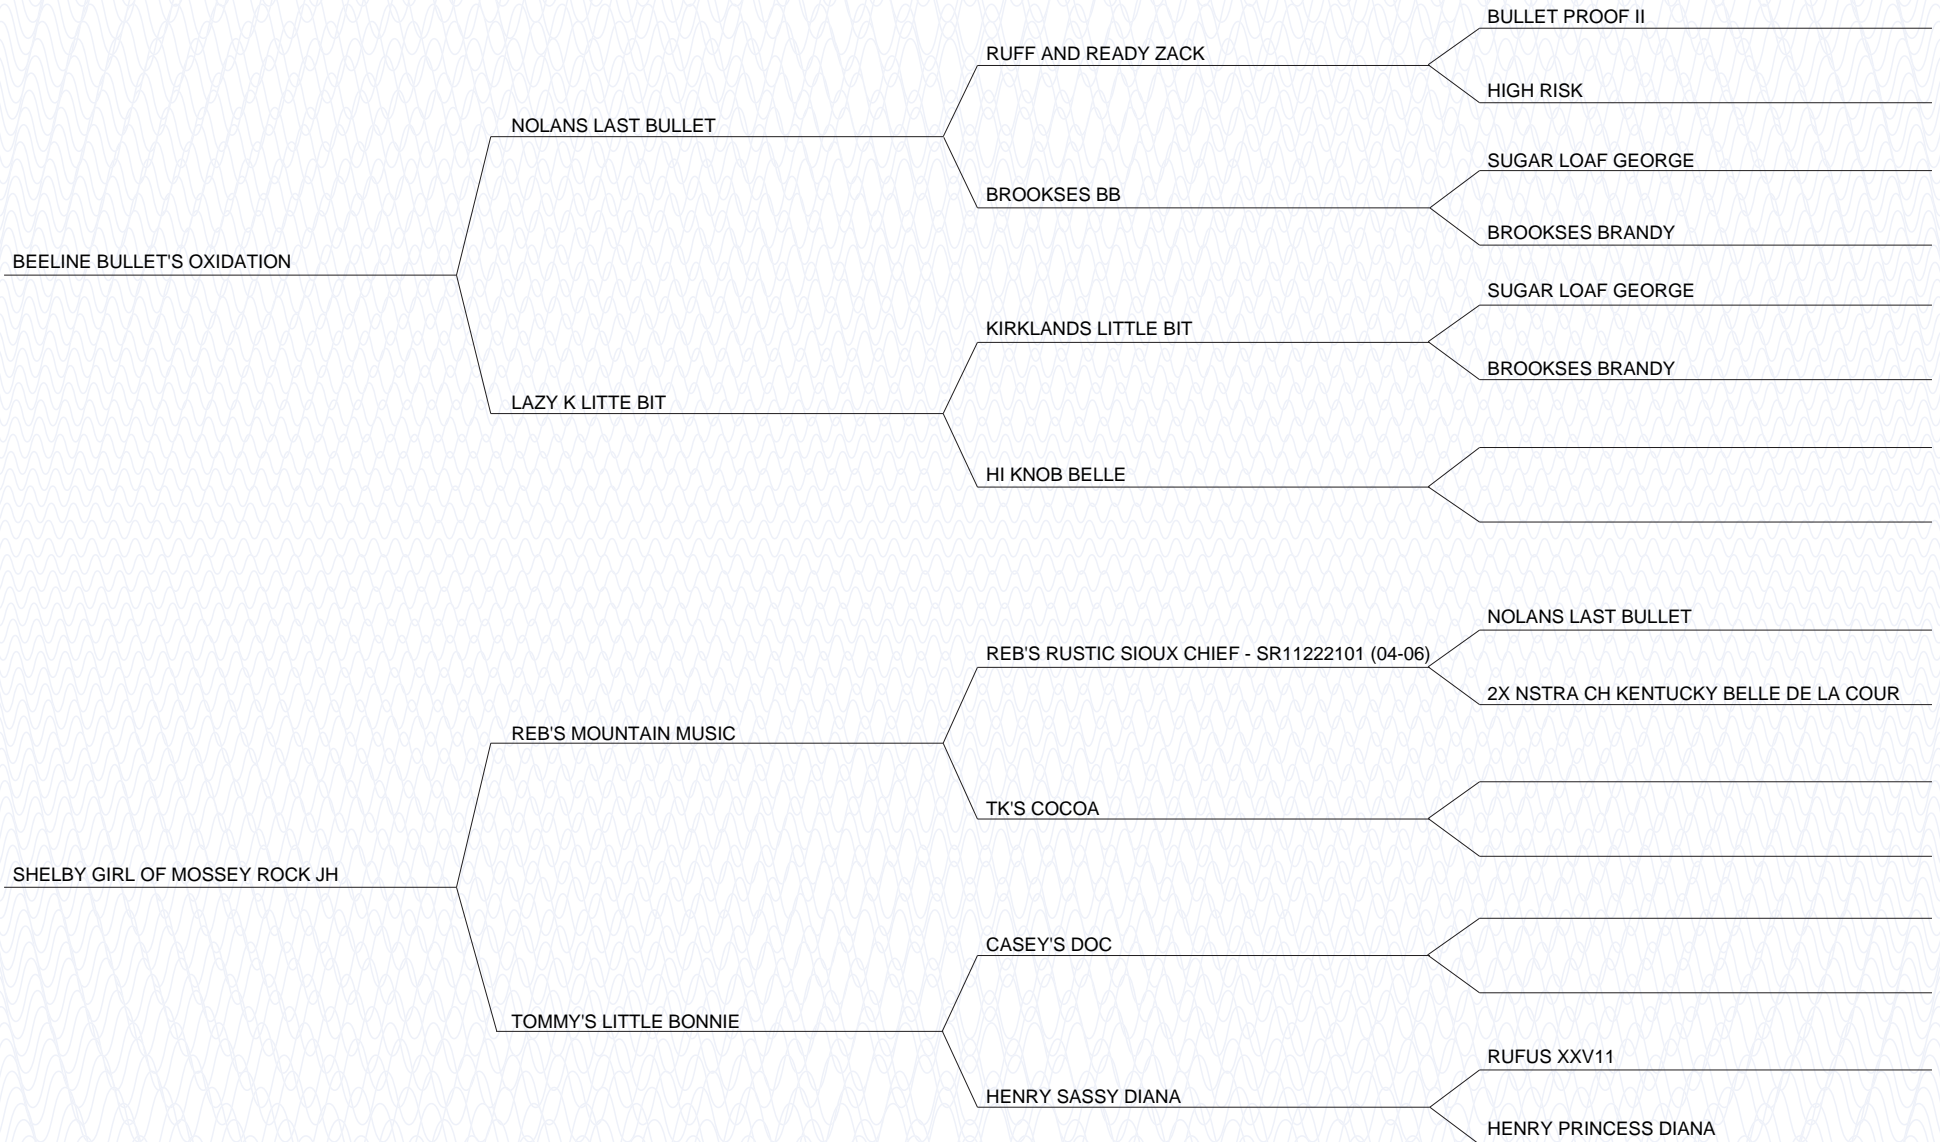 BULLET PROOF II
RUFF AND READY ZACK
HIGH RISK
NOLANS LAST BULLET
SUGAR LOAF GEORGE
BROOKSES BB
BROOKSES BRANDY
BEELINE BULLET'S OXIDATION
SUGAR LOAF GEORGE
KIRKLANDS LITTLE BIT
BROOKSES BRANDY
LAZY K LITTE BIT
HI KNOB BELLE
NOLANS LAST BULLET
REB'S RUSTIC SIOUX CHIEF - SR11222101 (04-06)
2X NSTRA CH KENTUCKY BELLE DE LA COUR
REB'S MOUNTAIN MUSIC
TK'S COCOA
SHELBY GIRL OF MOSSEY ROCK JH
CASEY'S DOC
TOMMY'S LITTLE BONNIE
RUFUS XXV11
HENRY SASSY DIANA
HENRY PRINCESS DIANA